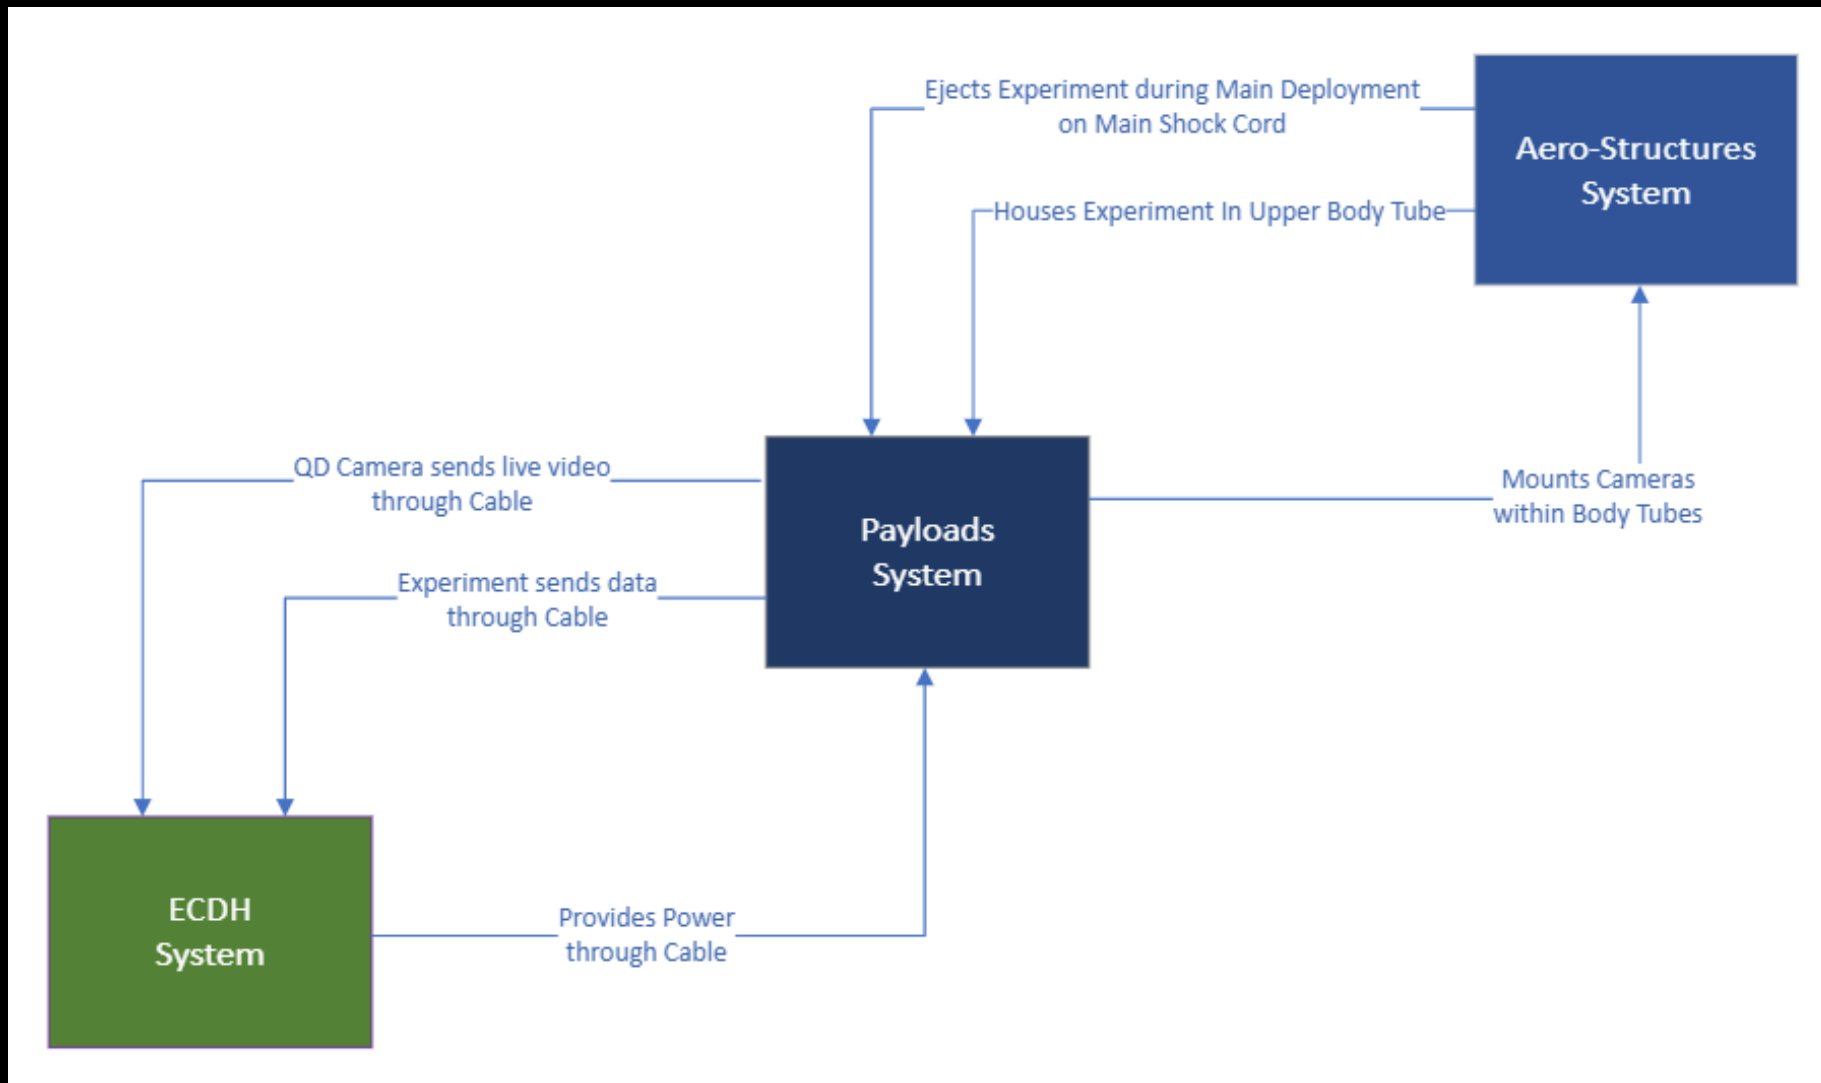 Ejects Experiment during Main Deployment
on Main Shock Cord
Aero-Structures
System
Houses Experiment In Upper Body Tube
QD Camera sends live video
through Cable
Mounts Cameras
within Body Tubes
Payloads
System
Experiment sends data
through Cable
ECDH
System
Provides Power
through Cable